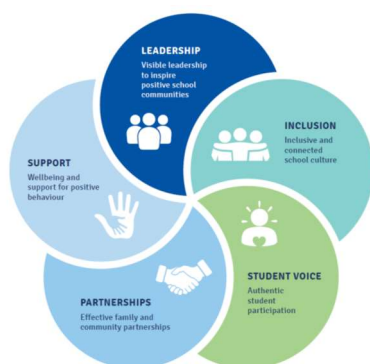 LEADERSHIP
Visible leadership
to inspire
positive school
communities
INCLUSION
Inclusive and
connected
school culture
STUDENT VOICE
Authentic
student
participation
PARTNERSHIPS
Effective family and
community partnerships
SUPPORT
Wellbeing and
support for positive
behaviour